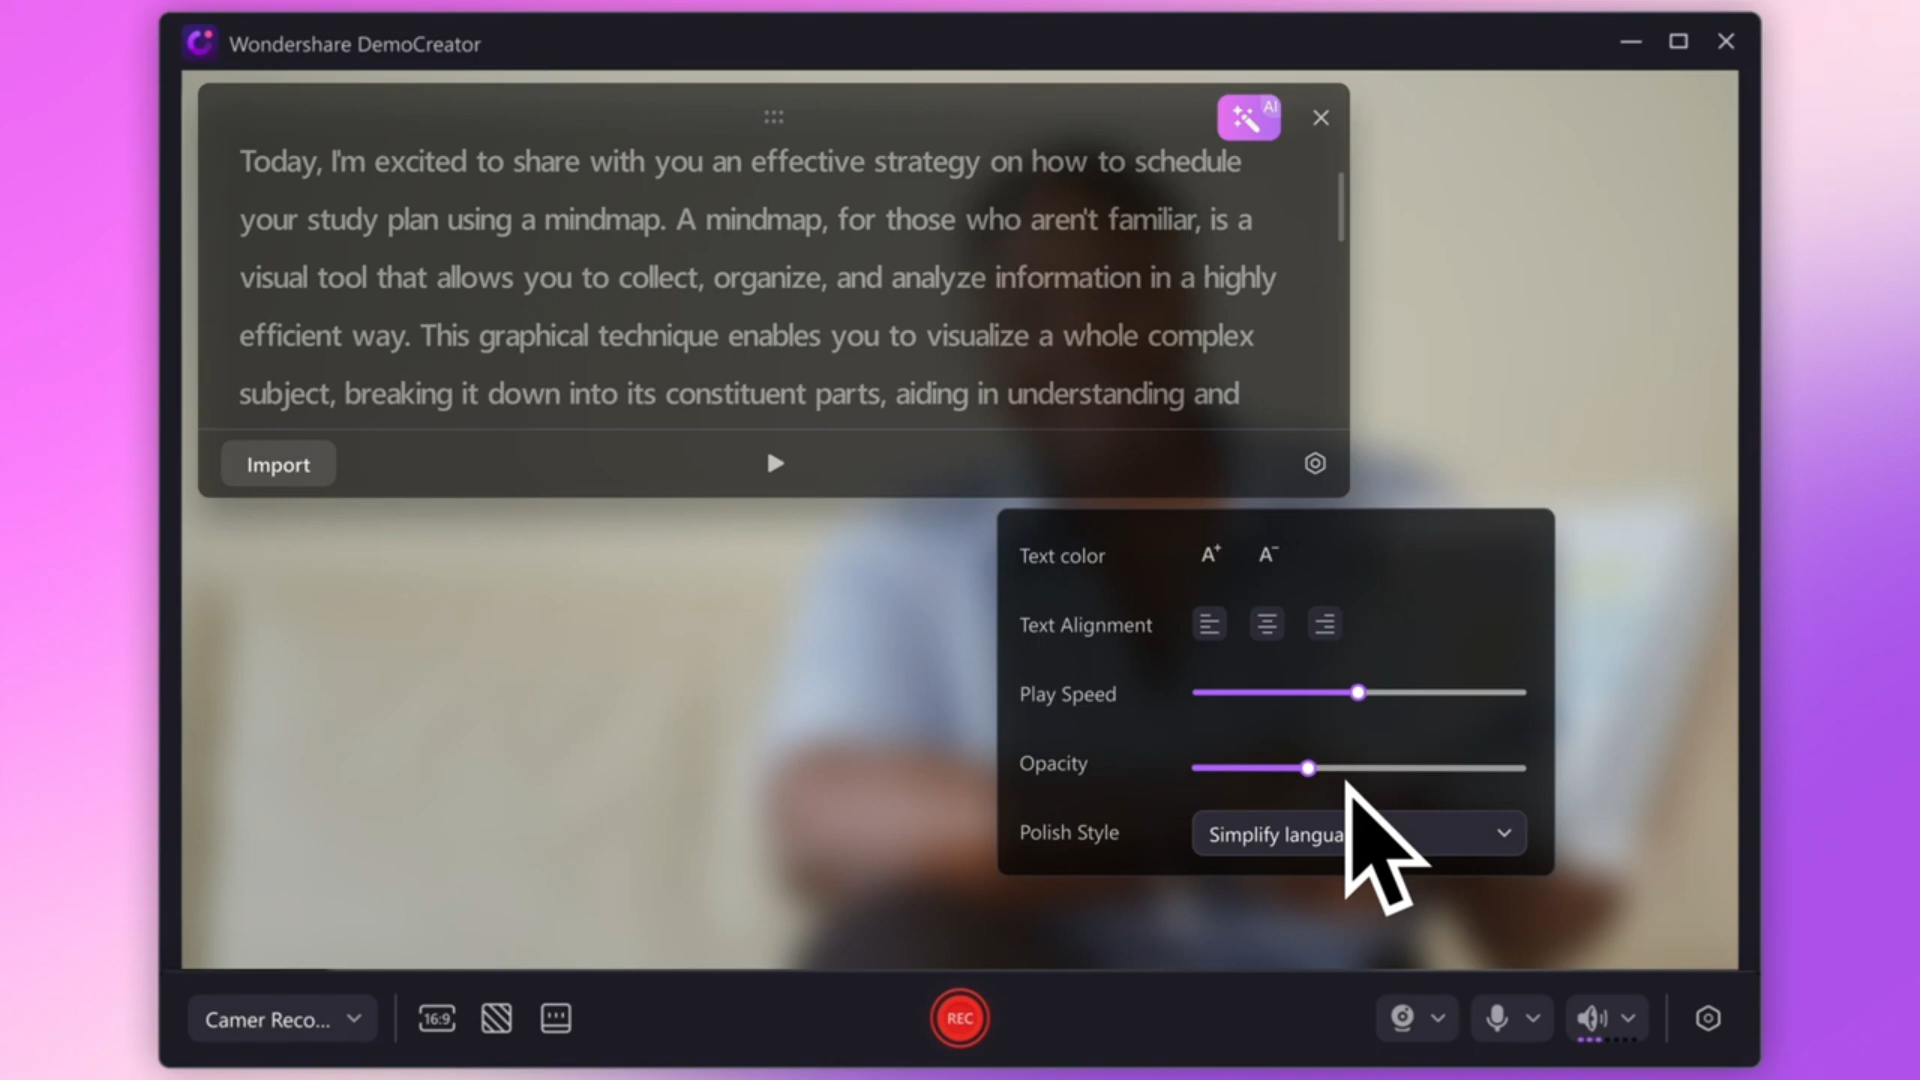 Wondershare DemoCreator
AI
Today, I'm excited to share with you an effective strategy on how to schedule
your study plan using a mindmap. A mindmap, for those who aren't familiar, is a
visual tool that allows you to collect, organize, and analyze information in a highly
efficient way. This graphical technique enables you to visualize a whole complex
subject, breaking it down into its constituent parts, aiding in understanding and
Import
Text color A+ A-
Text Alignment
Play Speed
Opacity
Polish Style Simplify langua
Camer Reco... 16:9 REC